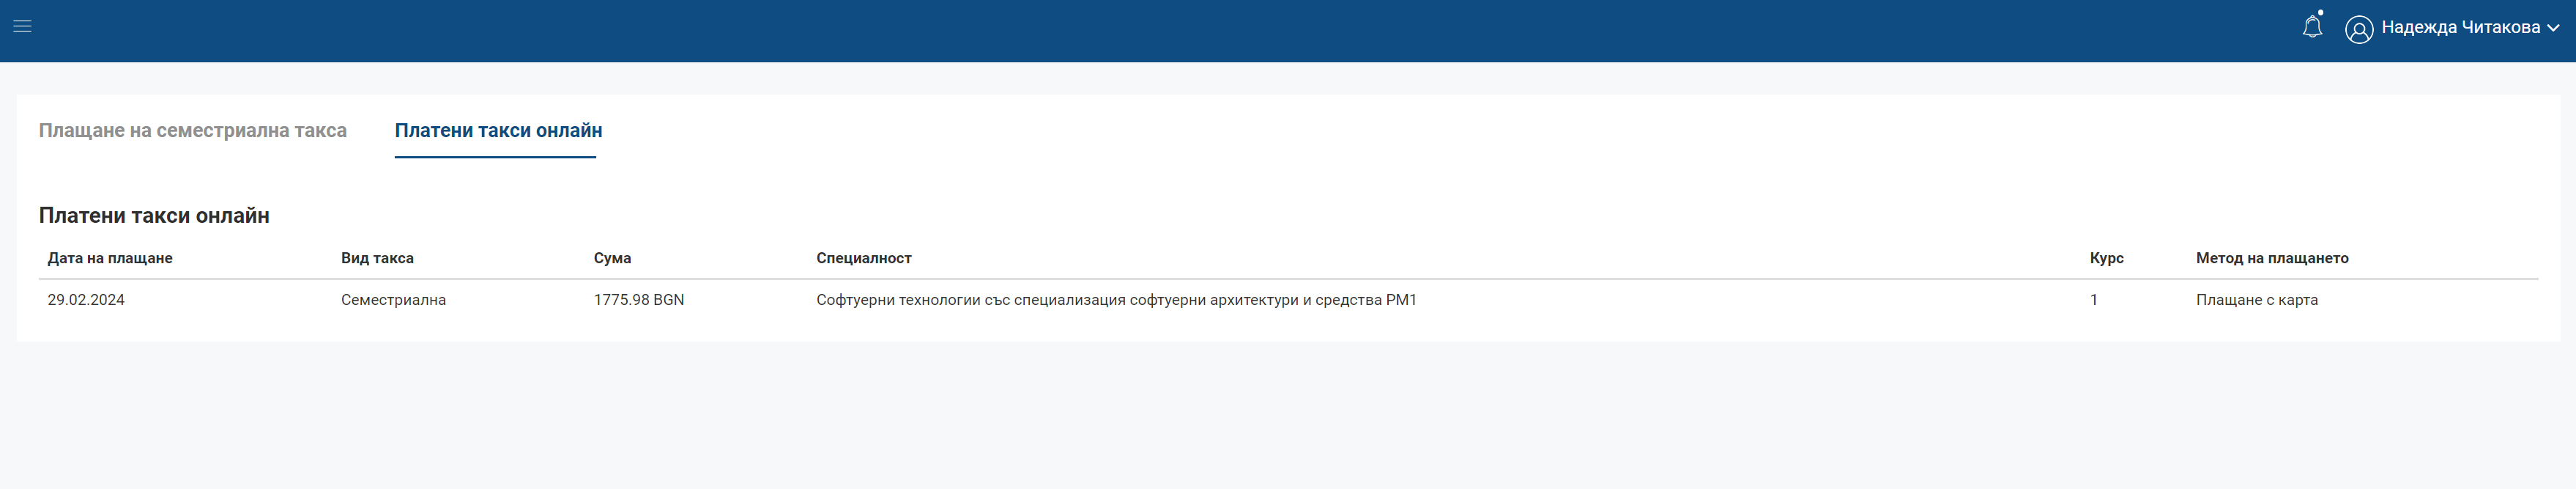 Надежда Читакова
Плащане на семестриална такса Платени такси онлайн
Платени такси онлайн
Дата на плащане Вид такса Сума Специалност Курс Метод на плащането
29.02.2024 Семестриална 1775.98 BGN Софтуерни технологии със специализация софтуерни архитектури и средства РМ1 1 Плащане с карта